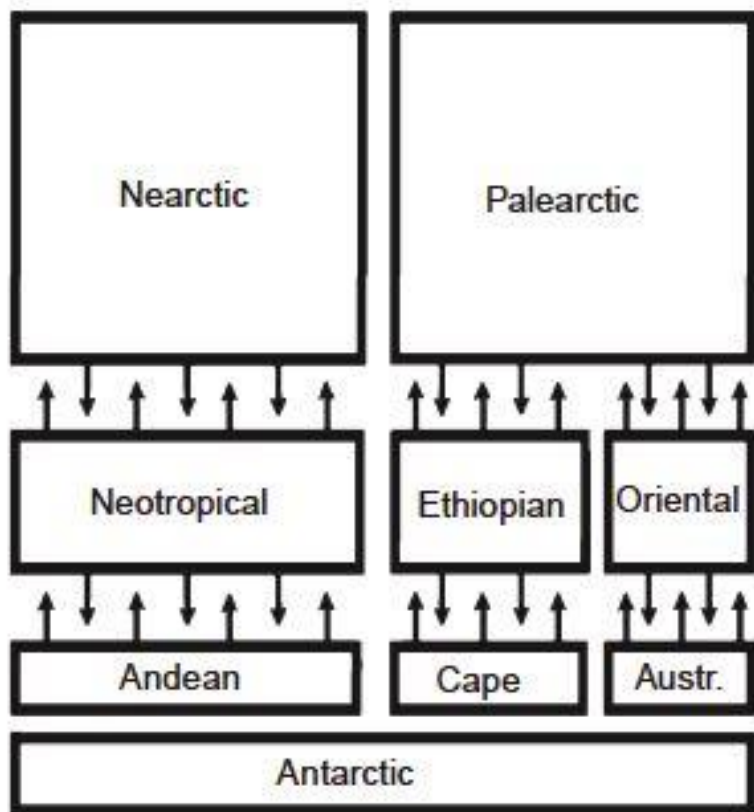 Nearctic
Palearctic
Neotropical
Ethiopian
Oriental
Andean
Cape
Austr.
Antarctic